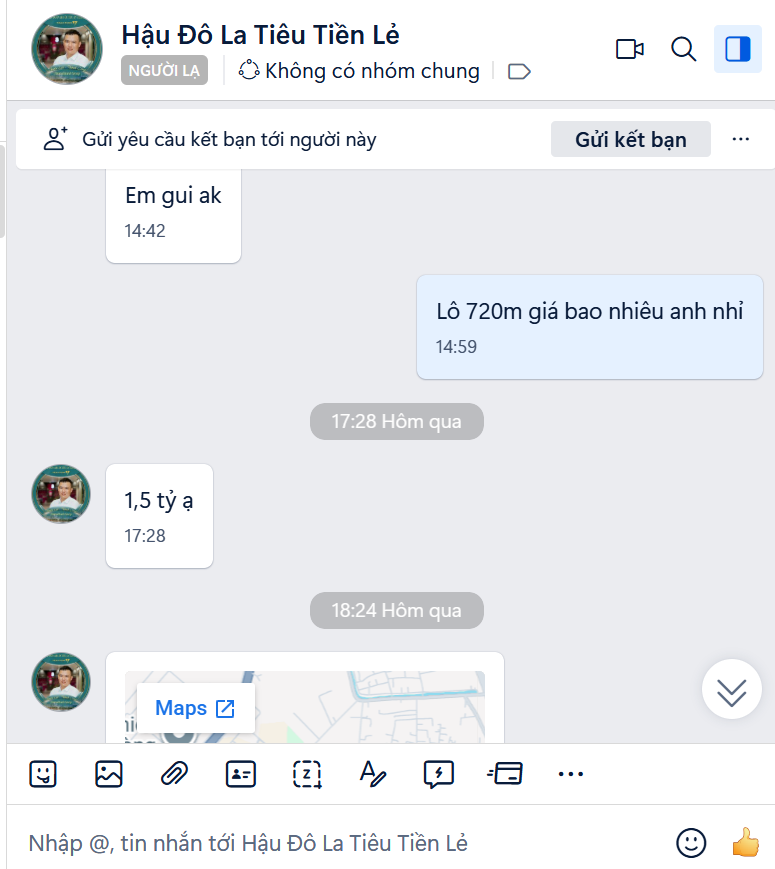 Hậu Đô La Tiêu Tiền Lẻ
NGƯỜI LẠ
Không có nhóm chung
Gửi yêu cầu kết bạn tới người này
Gửi kết bạn
Em gui ak
14:42
Lô 720m giá bao nhiêu anh nhỉ
14:59
17:28 Hôm qua
1,5 tỷ ạ
17:28
18:24 Hôm qua
Maps
Nhập @, tin nhắn tới Hậu Đô La Tiêu Tiền Lẻ